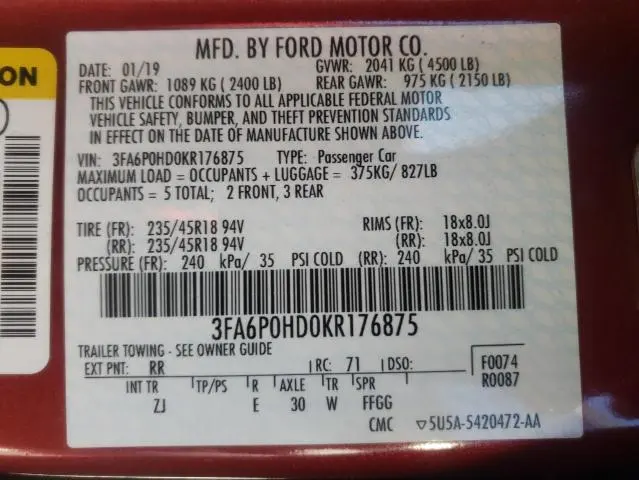 ON
MFD. BY FORD MOTOR CO.
DATE: 01/19 GVWR: 2041 KG ( 4500 LB)
FRONT GAWR: 1089 KG ( 2400 LB) REAR GAWR: 975 KG ( 2150 LB)
THIS VEHICLE CONFORMS TO ALL APPLICABLE FEDERAL MOTOR
VEHICLE SAFETY, BUMPER, AND THEFT PREVENTION STANDARDS
IN EFFECT ON THE DATE OF MANUFACTURE SHOWN ABOVE.
VIN: 3FA6P0HD0KR176875 TYPE: Passenger Car
MAXIMUM LOAD = OCCUPANTS + LUGGAGE = 375KG/ 827LB
OCCUPANTS = 5 TOTAL; 2 FRONT, 3 REAR
TIRE (FR): 235/45R18 94V RIMS (FR): 18x8.0J
(RR): 235/45R18 94V (RR): 18x8.0J
PRESSURE (FR): 240 kPa/ 35 PSI COLD (RR): 240 kPa/ 35 PSI COLD
3FA6P0HD0KR176875
TRAILER TOWING - SEE OWNER GUIDE
EXT PNT: RR RC: 71 DSO: F0074
INT TR TP/PS R AXLE TR SPR R0087
ZJ E 30 W FFGG
CMC ▽5U5A-5420472-AA